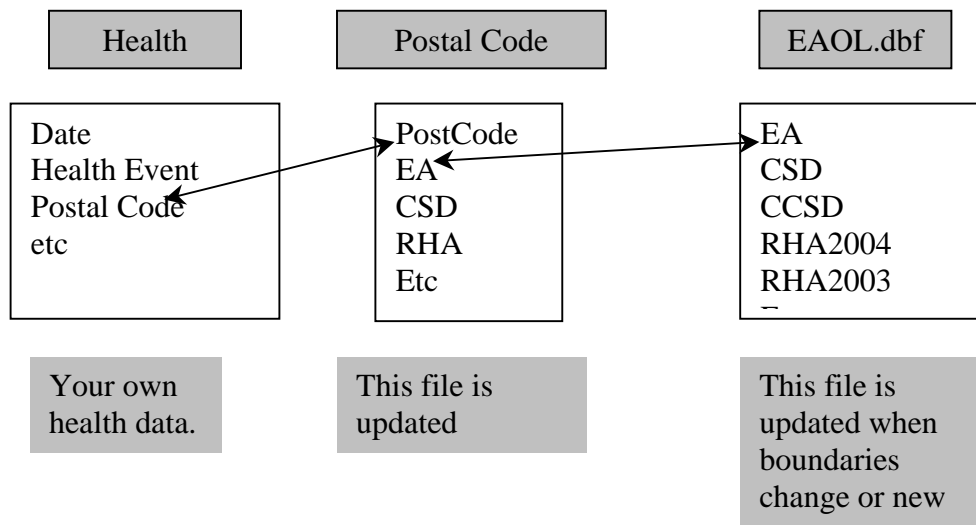 Health
Postal Code
EAOL.dbf
Date
Health Event
Postal Code
etc
PostCode
EA
CSD
RHA
Etc
EA
CSD
CCSD
RHA2004
RHA2003
Your own
health data.
This file is
updated
This file is
updated when
boundaries
change or new